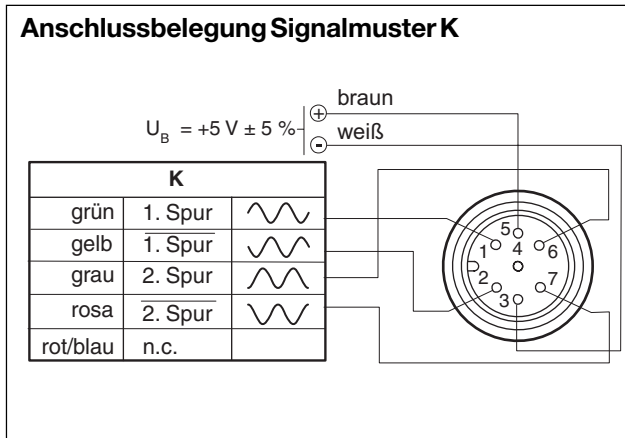 Anschlussbelegung Signalmuster K
braun
U_B = +5 V ± 5 %
+
-
weiß
K
grün 1. Spur
gelb 1. Spur
grau 2. Spur
rosa 2. Spur
rot/blau n.c.
5
1 4 6
2 7
3